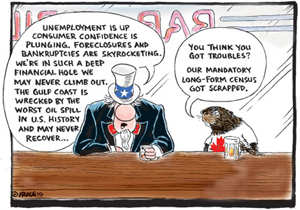 BAR
UNEMPLOYMENT IS UP
CONSUMER CONFIDENCE IS
PLUNGING. FORECLOSURES AND
BANKRUPTCIES ARE SKYROCKETING.
WE'RE IN SUCH A DEEP
FINANCIAL HOLE WE
MAY NEVER CLIMB OUT.
THE GULF COAST IS
WRECKED BY THE
WORST OIL SPILL
IN U.S. HISTORY
AND MAY NEVER
RECOVER...
YOU THINK YOU
GOT TROUBLES?
OUR MANDATORY
LONG-FORM CENSUS
GOT SCRAPPED.